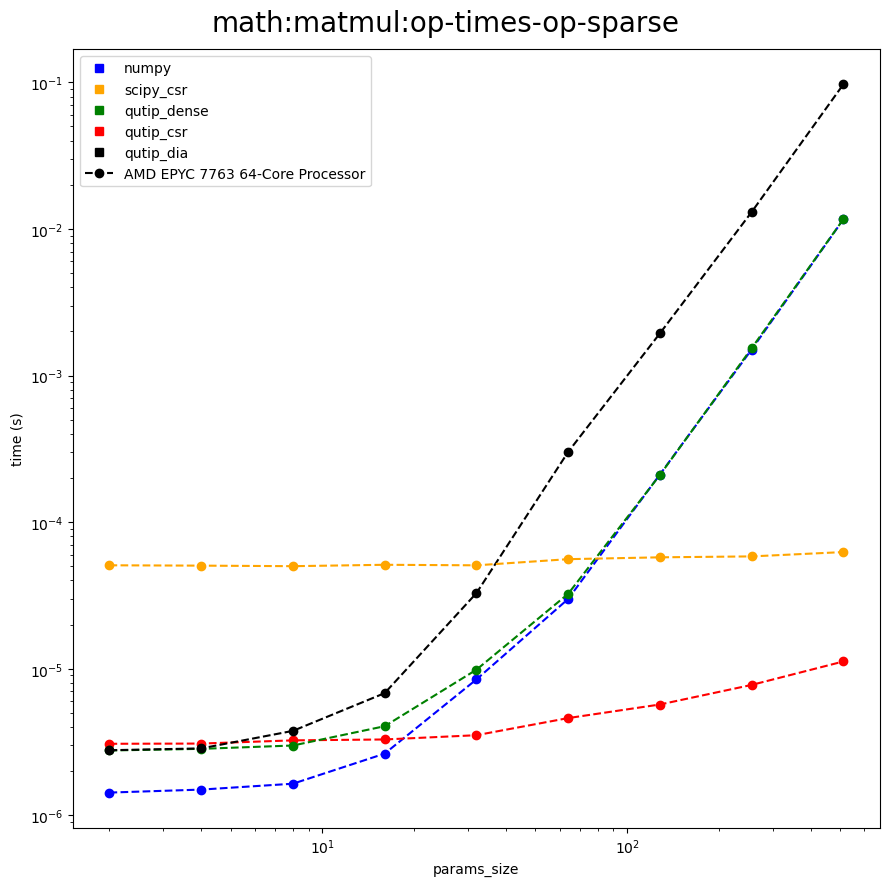 math:matmul:op-times-op-sparse
numpy
scipy_csr
qutip_dense
qutip_csr
qutip_dia
AMD EPYC 7763 64-Core Processor
10⁻¹
10⁻²
10⁻³
10⁻⁴
10⁻⁵
10⁻⁶
time (s)
10¹
10²
params_size